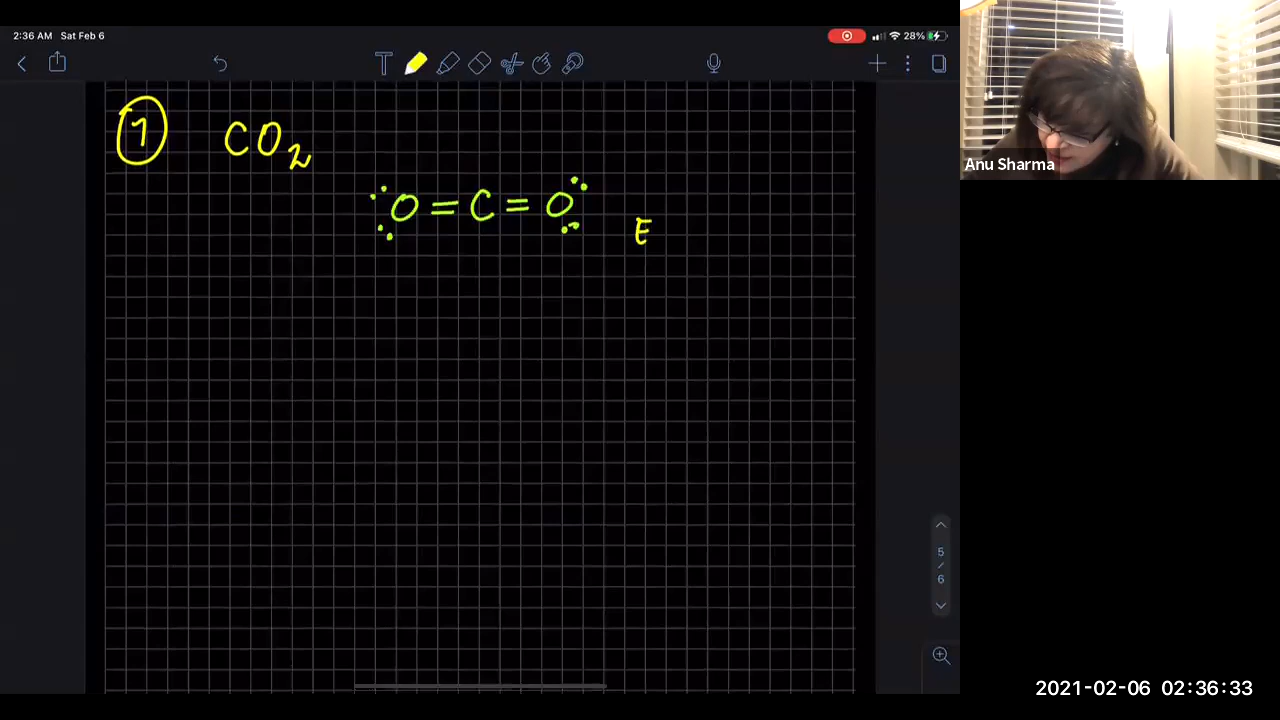 2:36 AM Sat Feb 6
28%
T
1 CO2
O = C = O
E
Anu Sharma
5
/
6
2021-02-06 02:36:33